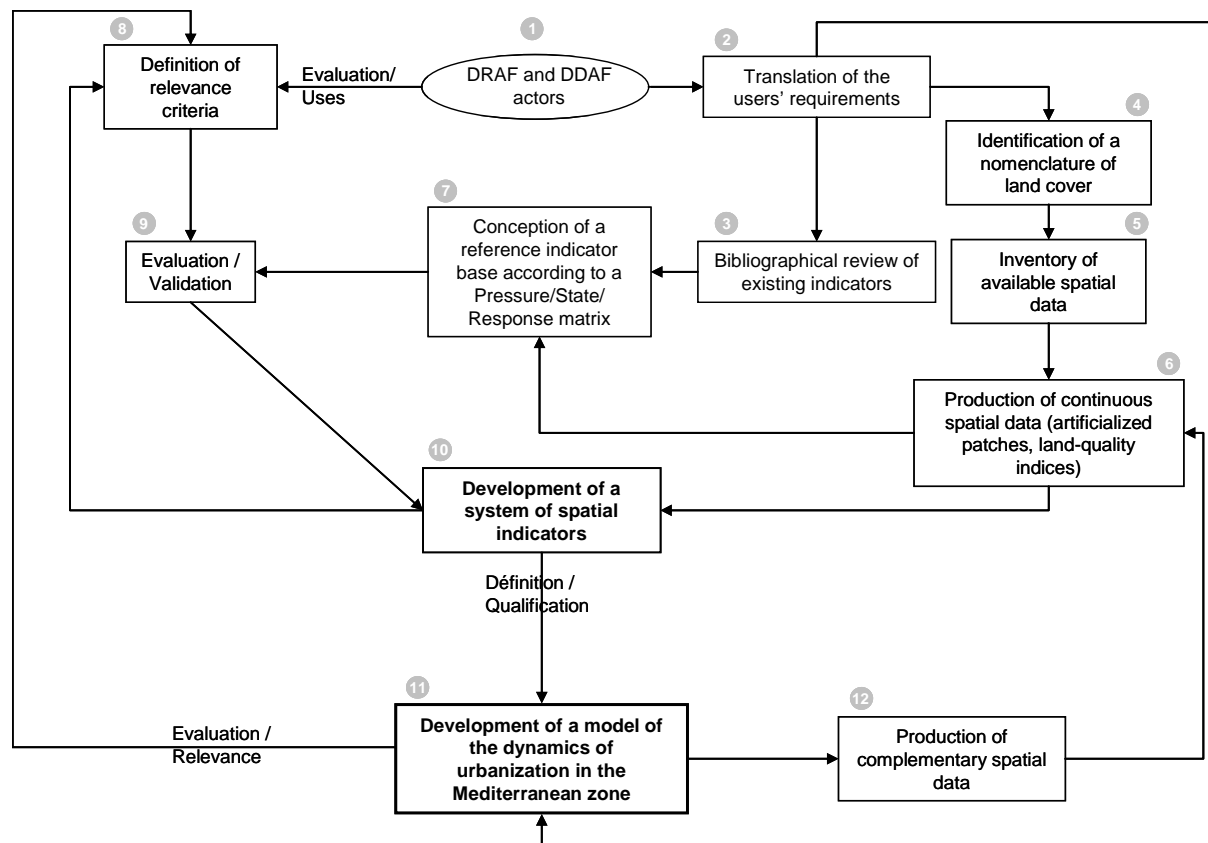 8
Definition of
relevance
criteria
Evaluation/
Uses
1
DRAF and DDAF
actors
2
Translation of the
users' requirements
4
Identification of a
nomenclature of
land cover
7
Conception of a
reference indicator
base according to a
Pressure/State/
Response matrix
3
Bibliographical review of
existing indicators
9
Evaluation /
Validation
5
Inventory of
available spatial
data
6
Production of continuous
spatial data (artificialized
patches, land-quality
indices)
10
Development of a
system of spatial
indicators
Définition /
Qualification
11
Development of a model of
the dynamics of
urbanization in the
Mediterranean zone
Evaluation /
Relevance
12
Production of
complementary spatial
data